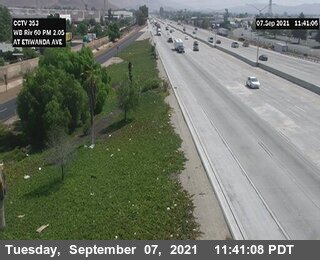 CCTV 353
WB Riv 60 PM 2.05
AT ETIWANDA AVE
07.Sep 2021
11:41:06
Tuesday, September 07, 2021 11:41:08 PDT